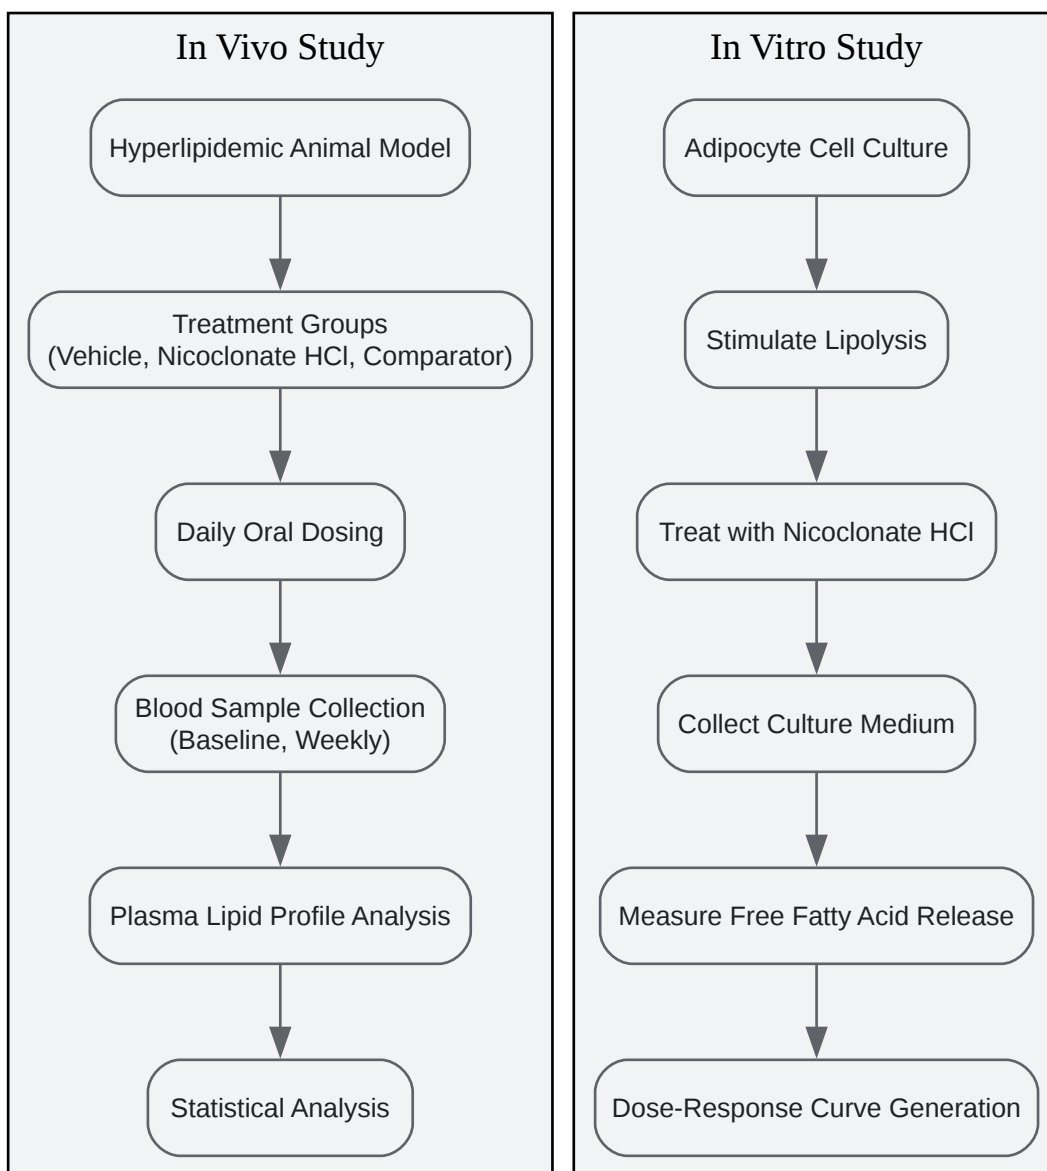 In Vivo Study
Hyperlipidemic Animal Model
Treatment Groups
(Vehicle, Nicoclonate HCl, Comparator)
Daily Oral Dosing
Blood Sample Collection
(Baseline, Weekly)
Plasma Lipid Profile Analysis
Statistical Analysis
In Vitro Study
Adipocyte Cell Culture
Stimulate Lipolysis
Treat with Nicoclonate HCl
Collect Culture Medium
Measure Free Fatty Acid Release
Dose-Response Curve Generation